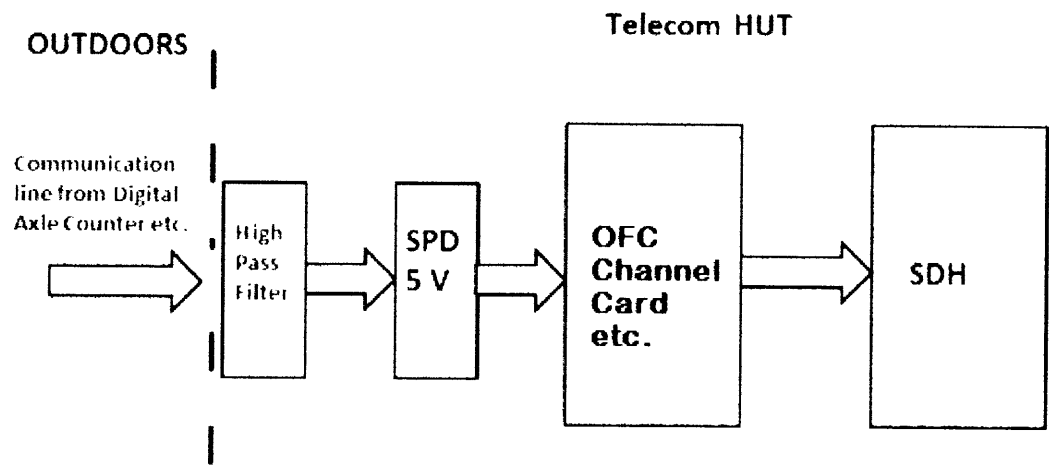 OUTDOORS
Telecom HUT
Communication
line from Digital
Axle Counter etc.
High
Pass
Filter
SPD
5 V
OFC
Channel
Card
etc.
SDH